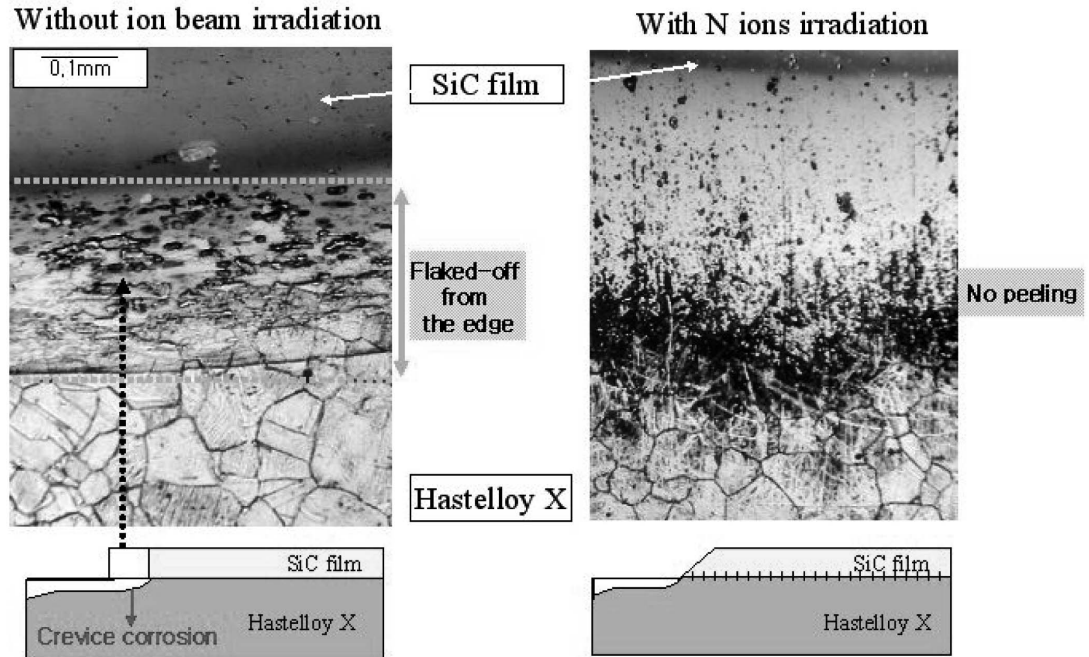 Without ion beam irradiation
With N ions irradiation
0,1mm
SiC film
Flaked-off
from
the edge
No peeling
Hastelloy X
SiC film
Hastelloy X
Crevice corrosion
SiC film
Hastelloy X